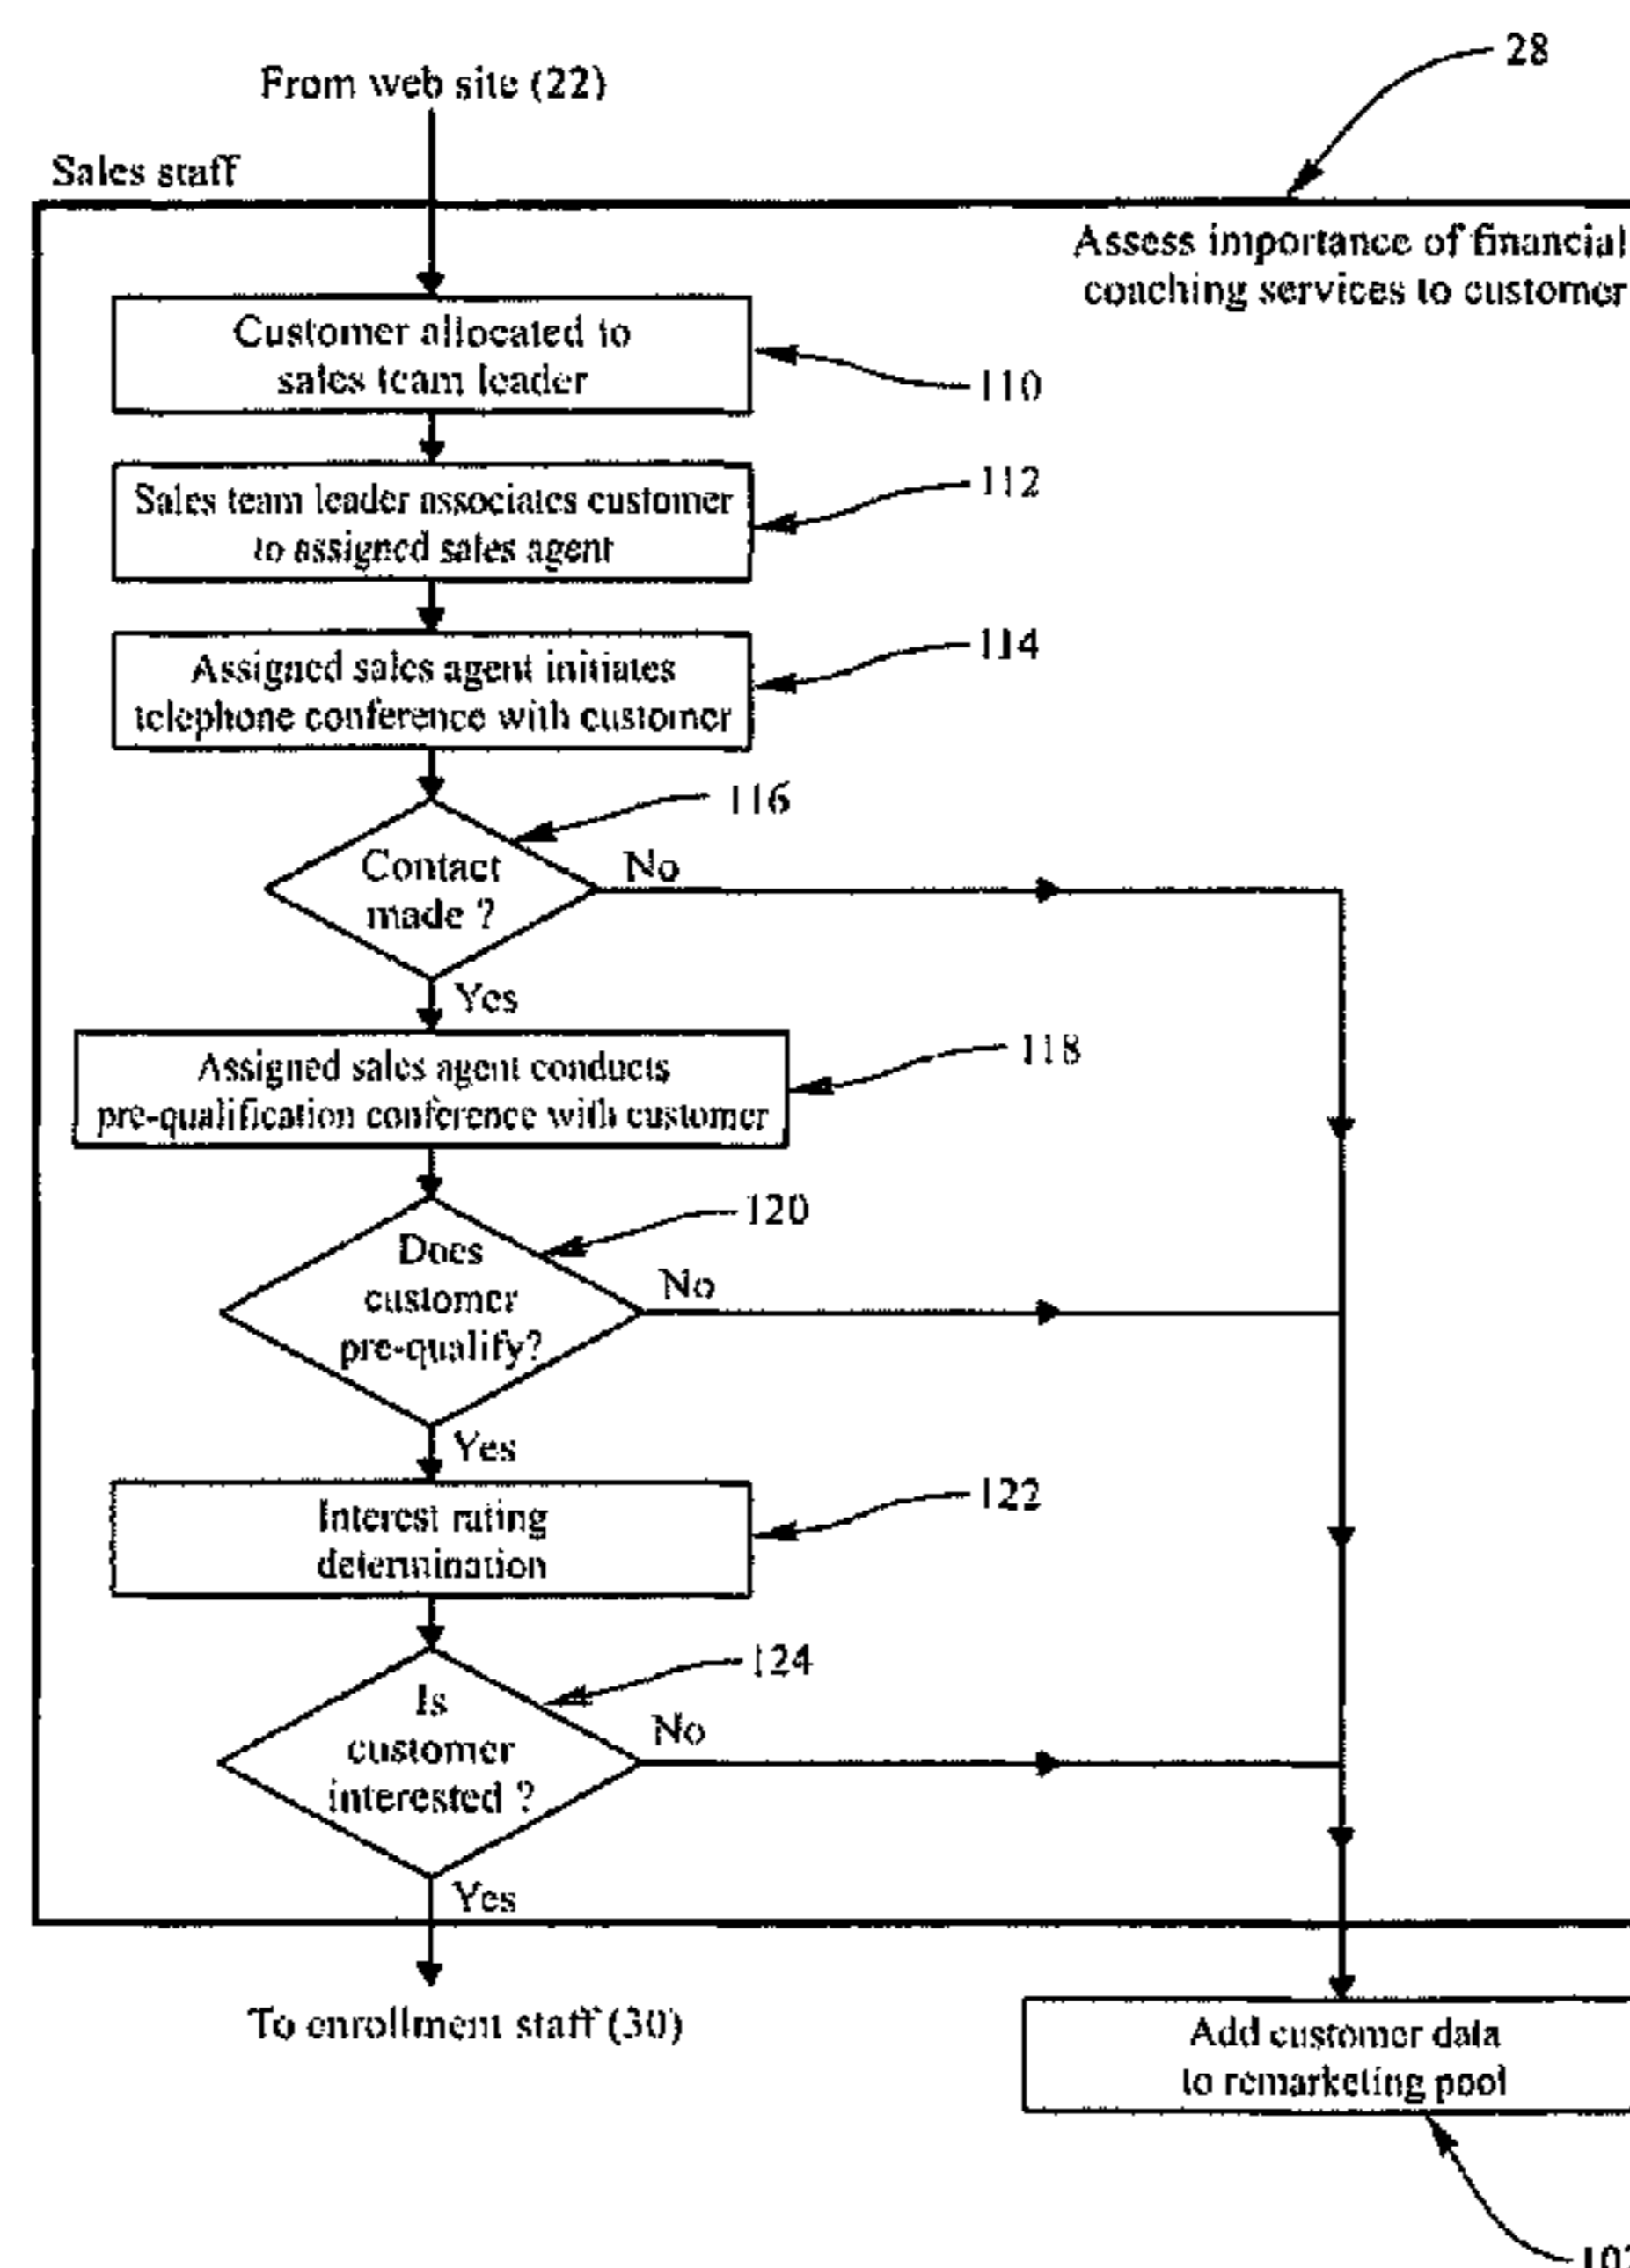 28
From web site (22)
Sales staff
Assess importance of financial
coaching services to customer
Customer allocated to
sales team leader
110
Sales team leader associates customer
to assigned sales agent
112
Assigned sales agent initiates
telephone conference with customer
114
116
Contact
made ?
No
Yes
Assigned sales agent conducts
pre-qualification conference with customer
118
120
Does
customer
pre-qualify?
No
Yes
Interest rating
determination
122
124
Is
customer
interested ?
No
Yes
To enrollment staff (30)
Add customer data
to remarketing pool